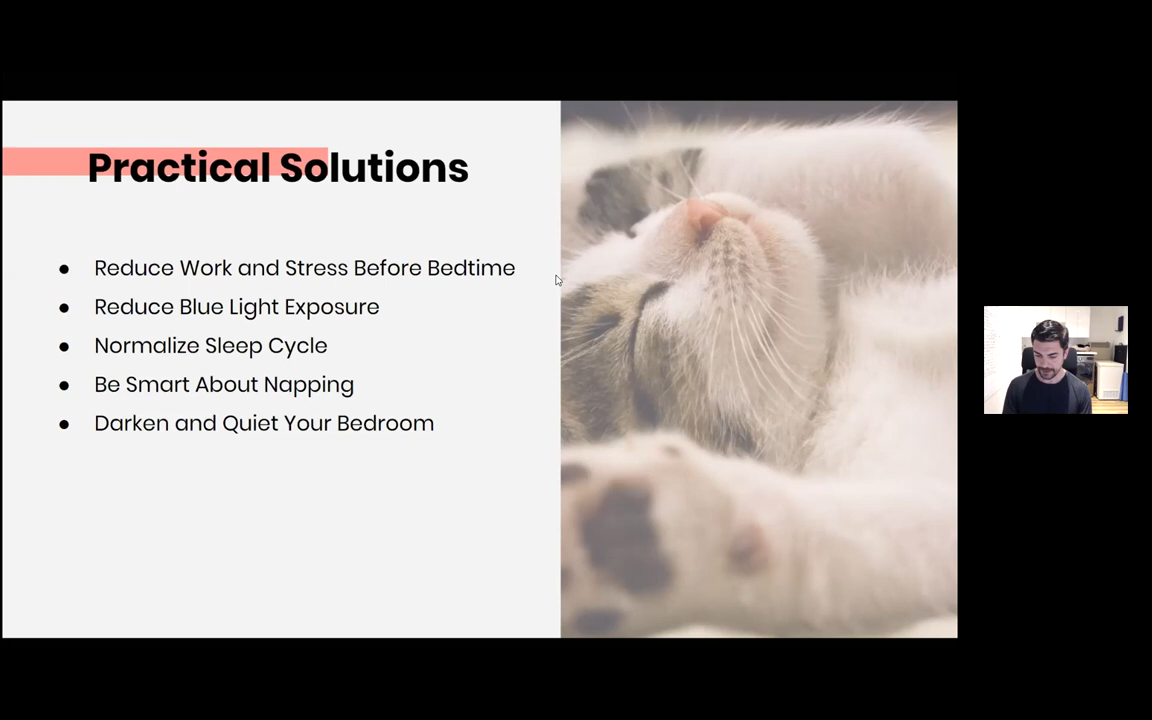 Practical Solutions
● Reduce Work and Stress Before Bedtime
● Reduce Blue Light Exposure
● Normalize Sleep Cycle
● Be Smart About Napping
● Darken and Quiet Your Bedroom